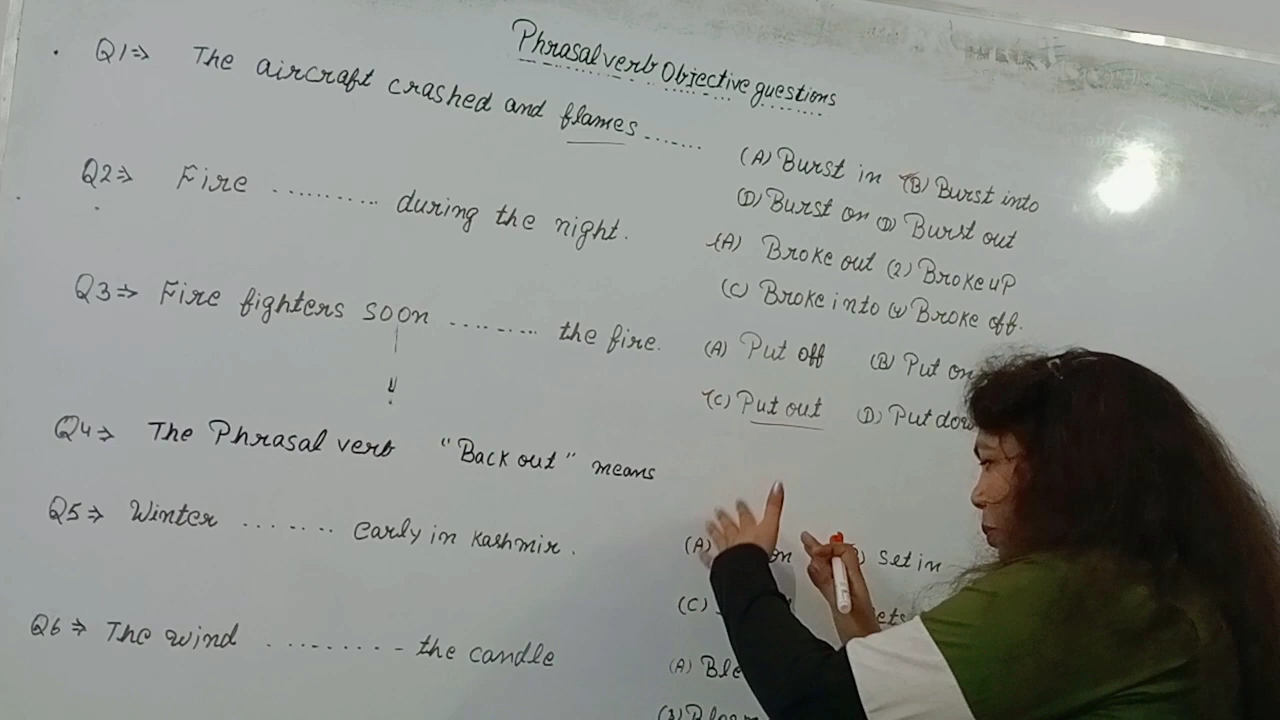 Phrasal verb Objective questions
Q1⇒ The aircraft crashed and flames........
(A) Burst in (B) Burst into
(D) Burst on (D) Burst out
Q2⇒ Fire .......... during the night.
(A) Broke out (2) Broke up
(C) Broke into (4) Broke off.
Q3⇒ Fire fighters soon ......... the fire.
(A) Put off (B) Put on
(C) Put out (D) Put
Q4⇒ The Phrasal verb "Back out" means
Q5⇒ Winter ....... early in Kashmir.
(A) on Set in
(C)
Q6⇒ The wind ......... the candle
(A)